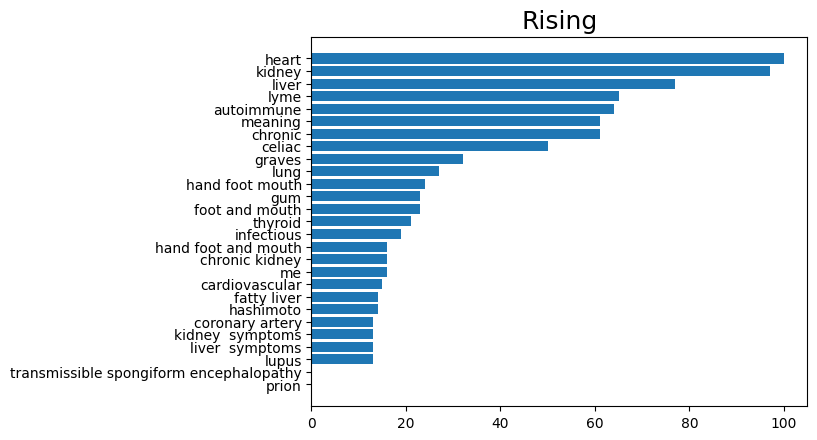 Rising
heart
kidney
liver
lyme
autoimmune
meaning
chronic
celiac
graves
lung
hand foot mouth
gum
foot and mouth
thyroid
infectious
hand foot and mouth
chronic kidney
me
cardiovascular
fatty liver
hashimoto
coronary artery
kidney  symptoms
liver  symptoms
lupus
transmissible spongiform encephalopathy
prion
0 20 40 60 80 100